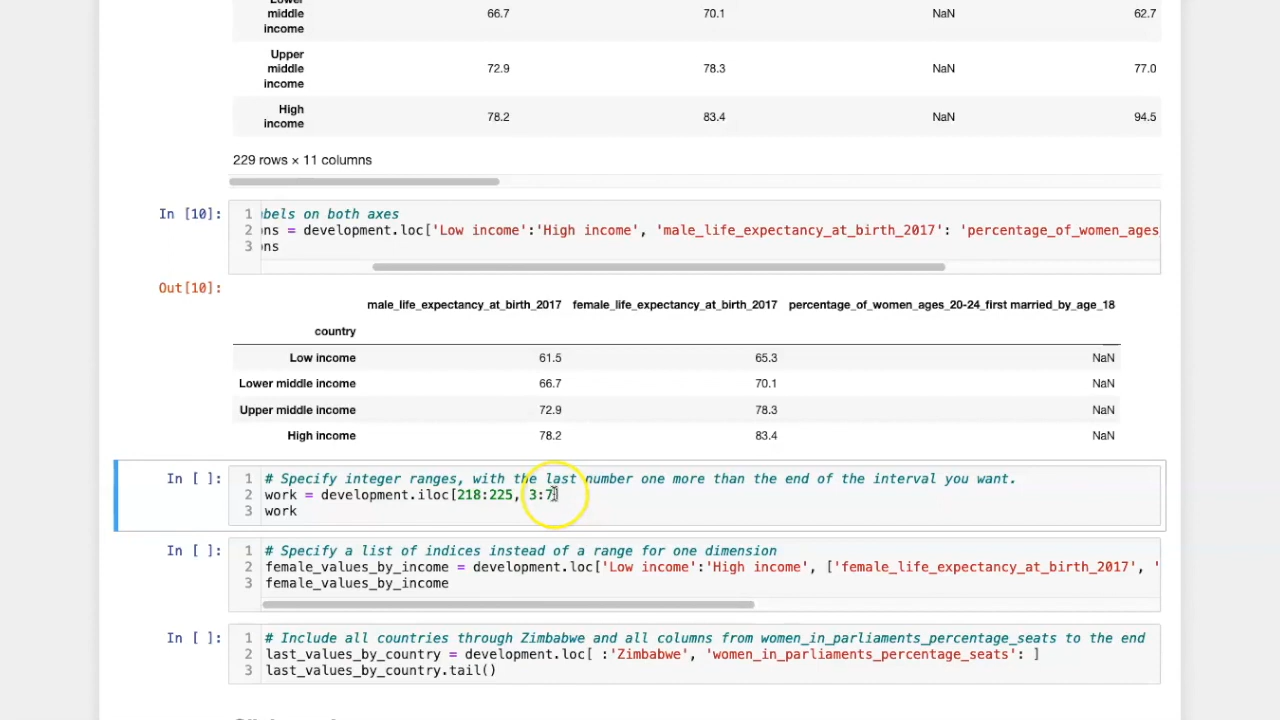 middle
66.7 70.1 NaN 62.7
income
Upper
middle
72.9 78.3 NaN 77.0
income
High
78.2 83.4 NaN 94.5
income
229 rows × 11 columns
In [10]: 1 bels on both axes
2 ns = development.loc['Low income':'High income', 'male_life_expectancy_at_birth_2017': 'percentage_of_women_ages
3 ns
Out[10]:
male_life_expectancy_at_birth_2017 female_life_expectancy_at_birth_2017 percentage_of_women_ages_20-24_first married_by_age_18
country
Low income 61.5 65.3 NaN
Lower middle income 66.7 70.1 NaN
Upper middle income 72.9 78.3 NaN
High income 78.2 83.4 NaN
In [ ]: 1 # Specify integer ranges, with the last number one more than the end of the interval you want.
2 work = development.iloc[218:225, 3:7]
3 work
In [ ]: 1 # Specify a list of indices instead of a range for one dimension
2 female_values_by_income = development.loc['Low income':'High income', ['female_life_expectancy_at_birth_2017', '
3 female_values_by_income
In [ ]: 1 # Include all countries through Zimbabwe and all columns from women_in_parliaments_percentage_seats to the end
2 last_values_by_country = development.loc[ :'Zimbabwe', 'women_in_parliaments_percentage_seats': ]
3 last_values_by_country.tail()